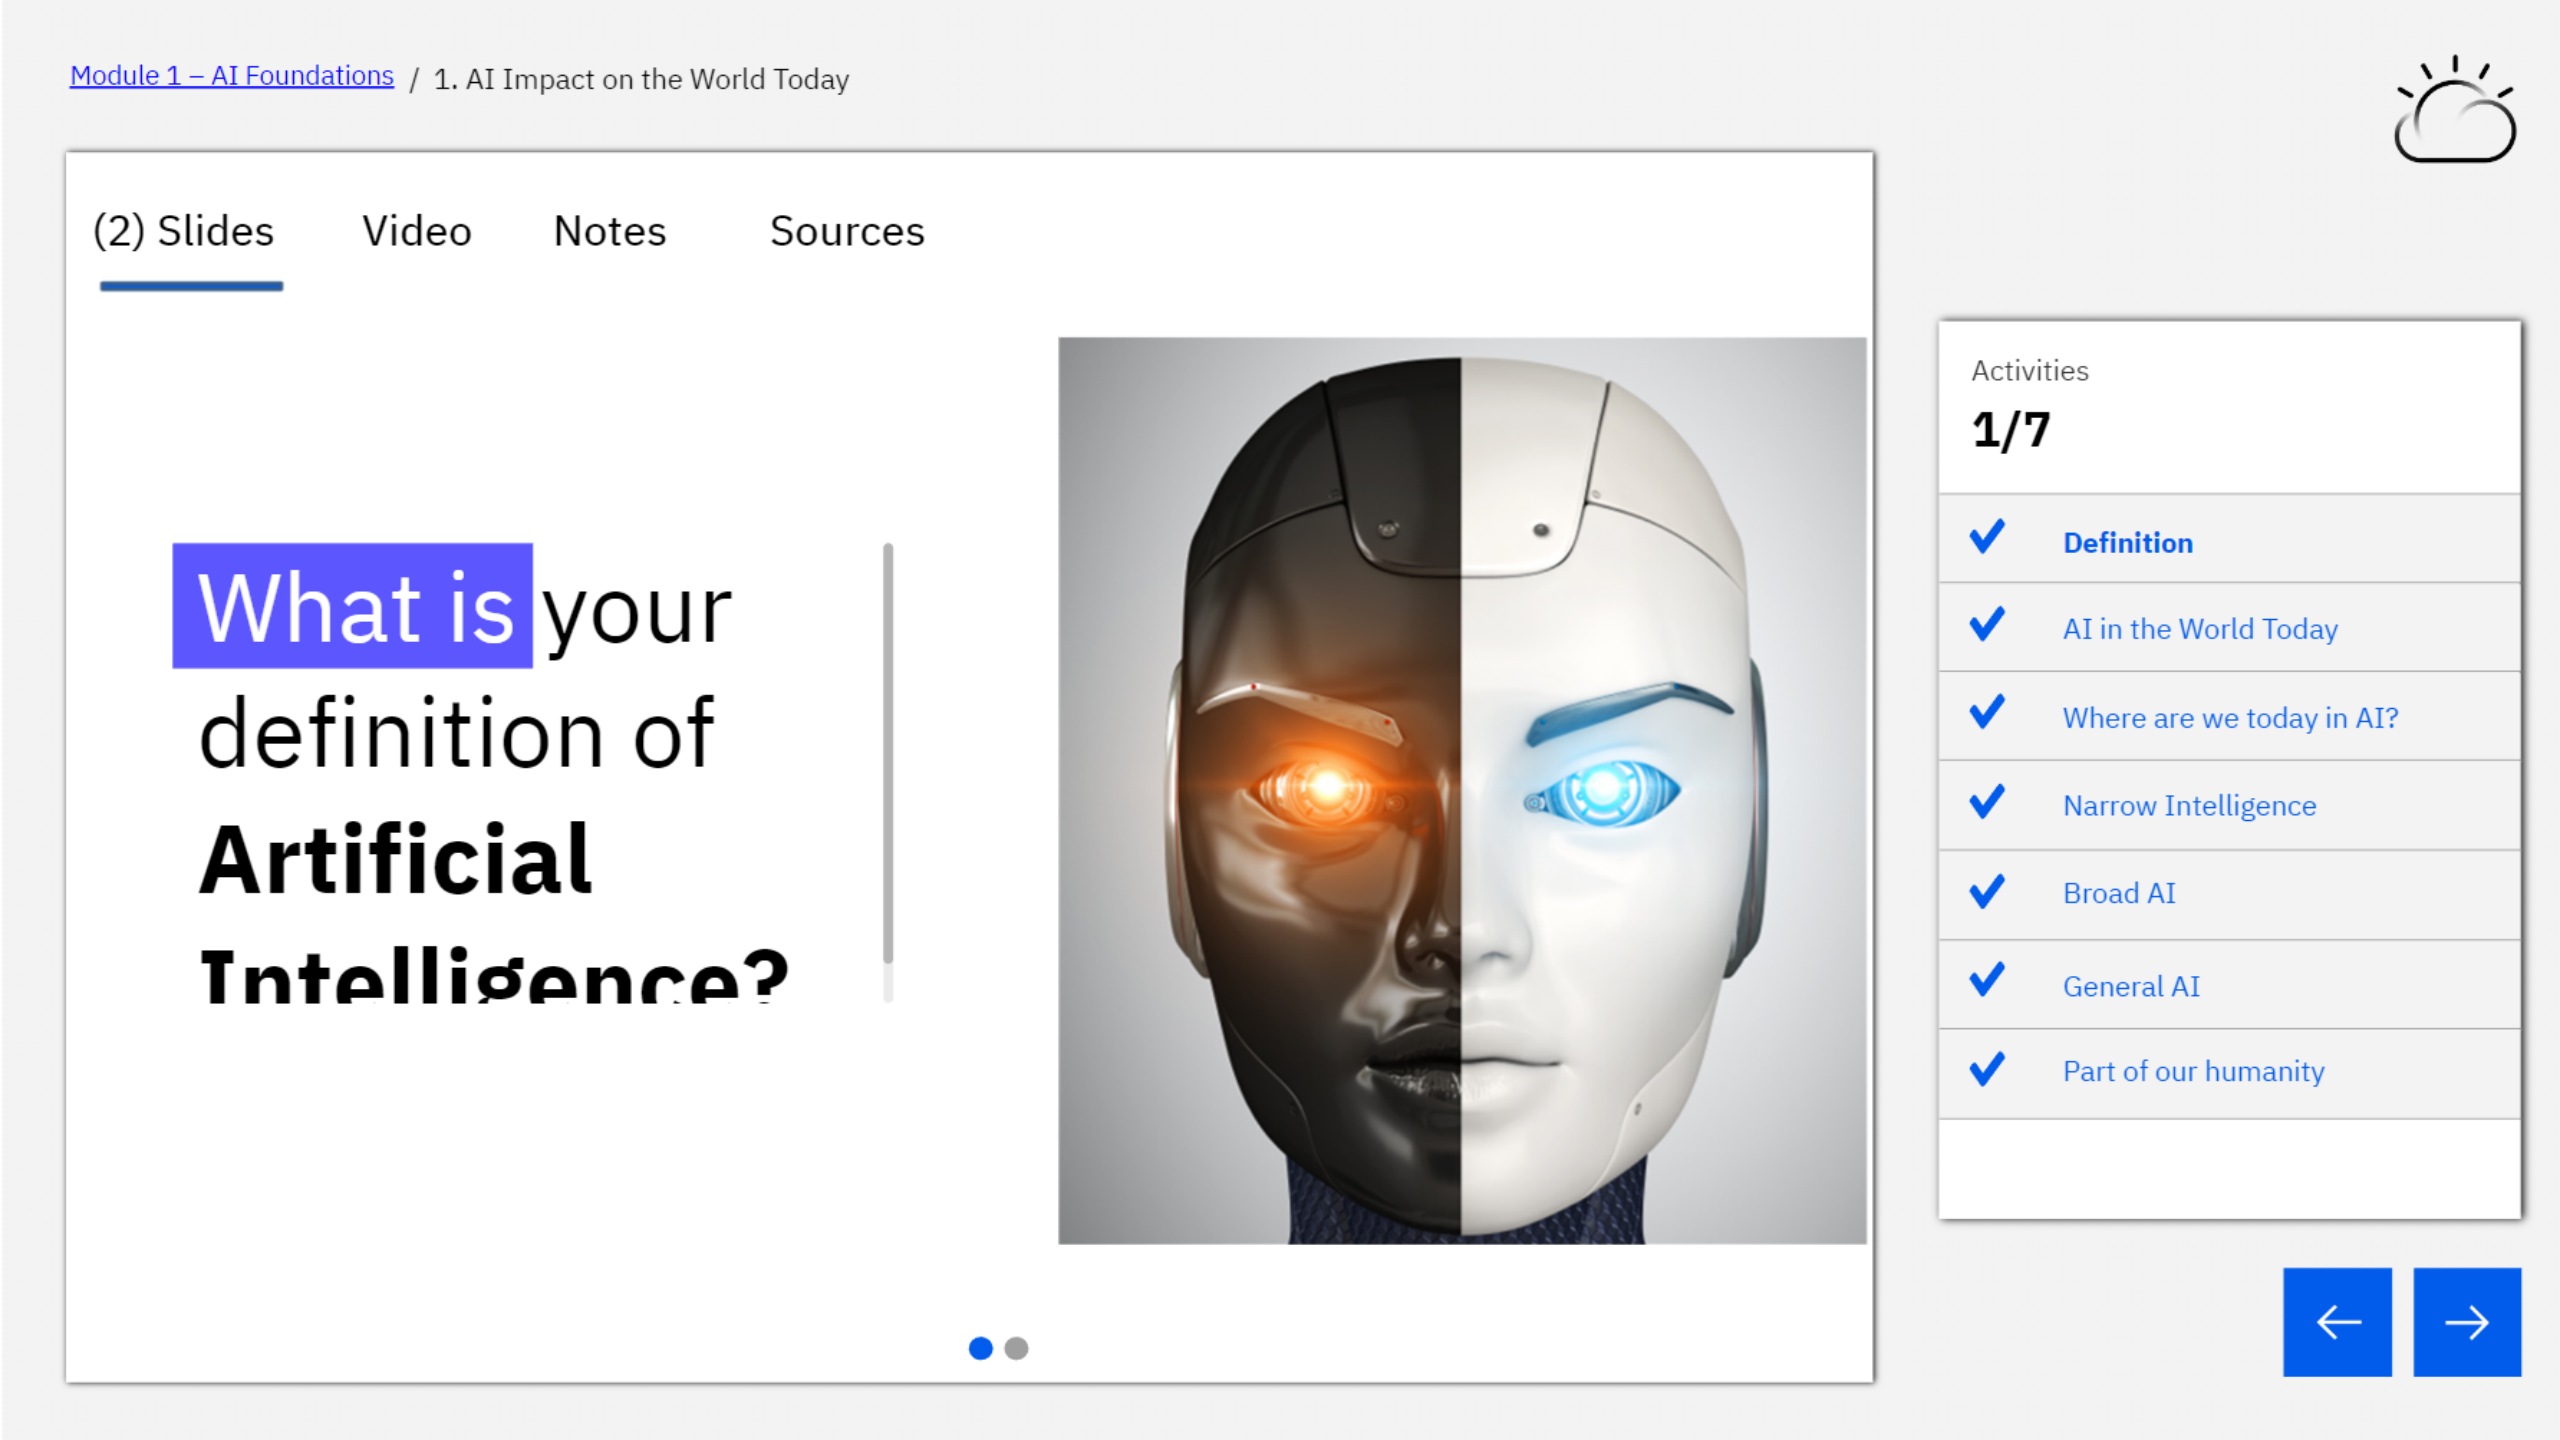 Module 1 – AI Foundations / 1. AI Impact on the World Today
(2) Slides Video Notes Sources
What is your
definition of
Artificial
Intelligence?
Activities
1/7
Definition
AI in the World Today
Where are we today in AI?
Narrow Intelligence
Broad AI
General AI
Part of our humanity